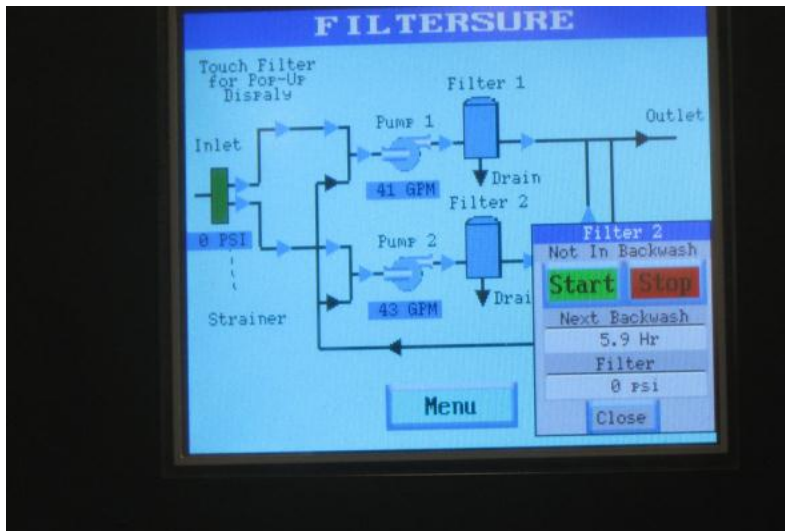 FILTERSURE
Touch Filter
for Pop-Up
Dispaly
Filter 1
Pump 1
Outlet
Inlet
Drain
41 GPM
Filter 2
0 PSI
Pump 2
Strainer
43 GPM
Drai
Filter 2
Not In Backwash
Start Stop
Next Backwash
5.9 Hr
Filter
0 psi
Close
Menu